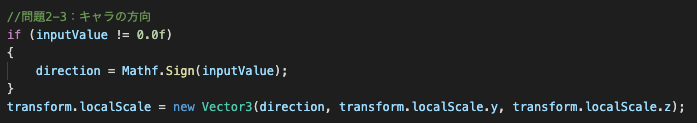 //問題2-3：キャラの方向
if (inputValue != 0.0f)
{
    direction = Mathf.Sign(inputValue);
}
transform.localScale = new Vector3(direction, transform.localScale.y, transform.localScale.z);